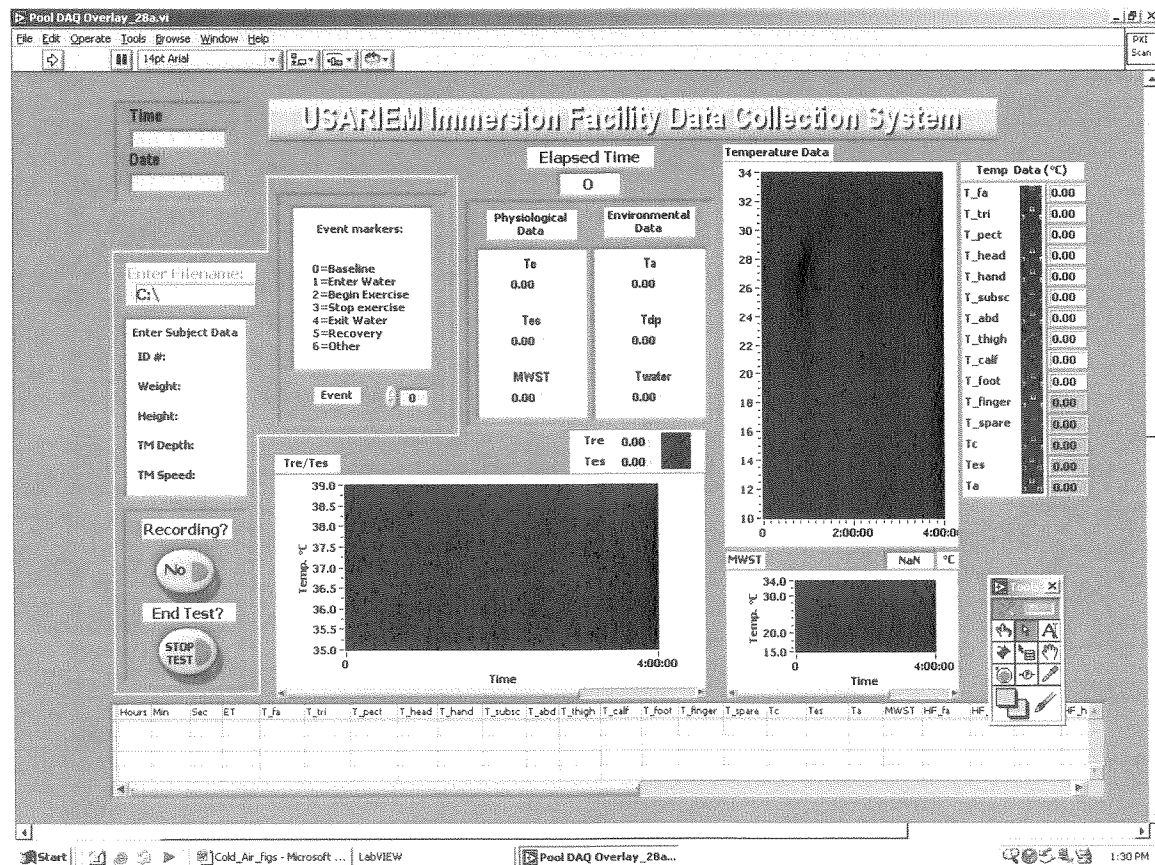 Pool DAQ Overlay_28a.vi
File Edit Operate Tools Browse Window Help
PXI
Scan
14pt Arial
USARIEM Immersion Facility Data Collection System
Time
Date
Elapsed Time
0
Event markers:
0=Baseline
1=Enter Water
2=Begin Exercise
3=Stop exercise
4=Exit Water
5=Recovery
6=Other
Event
0
Enter Filename:
C:\
Enter Subject Data
ID #:
Weight:
Height:
TM Depth:
TM Speed:
Recording?
No
End Test?
STOP
TEST
Physiological
Data
Tc
0.00
Tes
0.00
MWST
0.00
Environmental
Data
Ta
0.00
Tdp
0.00
Twater
0.00
Tre 0.00
Tes 0.00
Tre/Tes
39.0
38.5
38.0
37.5
37.0
36.5
36.0
35.5
35.0
Temp. °C
0 4:00:00
Time
Temperature Data
34
32
30
28
26
24
22
20
18
16
14
12
10
0 2:00:00 4:00:00
Temp Data (°C)
T_fa 0.00
T_tri 0.00
T_pect 0.00
T_head 0.00
T_hand 0.00
T_subsc 0.00
T_abd 0.00
T_thigh 0.00
T_calf 0.00
T_foot 0.00
T_finger 0.00
T_spare 0.00
Tc 0.00
Tes 0.00
Ta 0.00
MWST NaN °C
34.0
30.0
20.0
15.0
Temp. °C
0 4:00:00
Time
Hours Min Sec ET T_fa T_tri T_pect T_head T_hand T_subsc T_abd T_thigh T_calf T_foot T_finger T_spare Tc Tes Ta MWST HF_fa HF_ HF_h
Start Cold_Air_figs - Microsoft ... LabVIEW Pool DAQ Overlay_28a... 1:30 PM